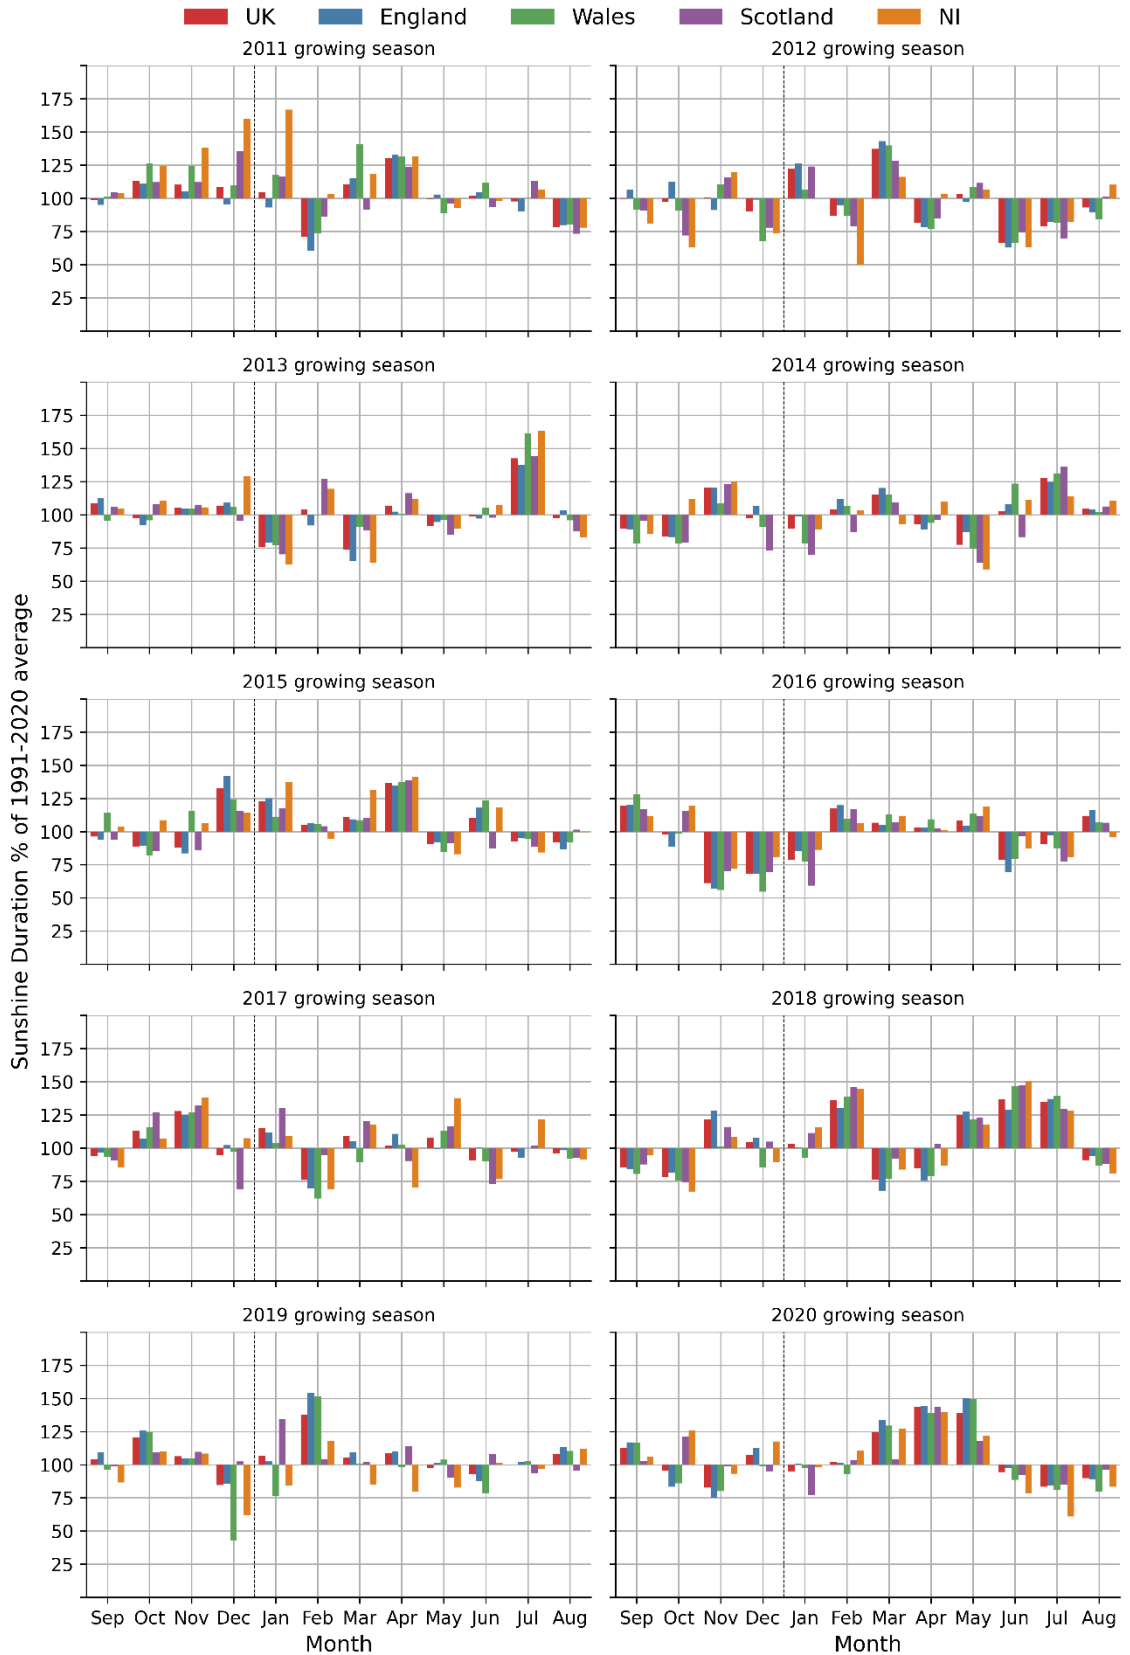 UK England Wales Scotland NI
2011 growing season
2012 growing season
175
150
125
100
75
50
25
2013 growing season
2014 growing season
175
150
125
100
75
50
25
Sunshine Duration % of 1991-2020 average
2015 growing season
2016 growing season
175
150
125
100
75
50
25
2017 growing season
2018 growing season
175
150
125
100
75
50
25
2019 growing season
2020 growing season
175
150
125
100
75
50
25
Sep Oct Nov Dec Jan Feb Mar Apr May Jun Jul Aug
Sep Oct Nov Dec Jan Feb Mar Apr May Jun Jul Aug
Month
Month